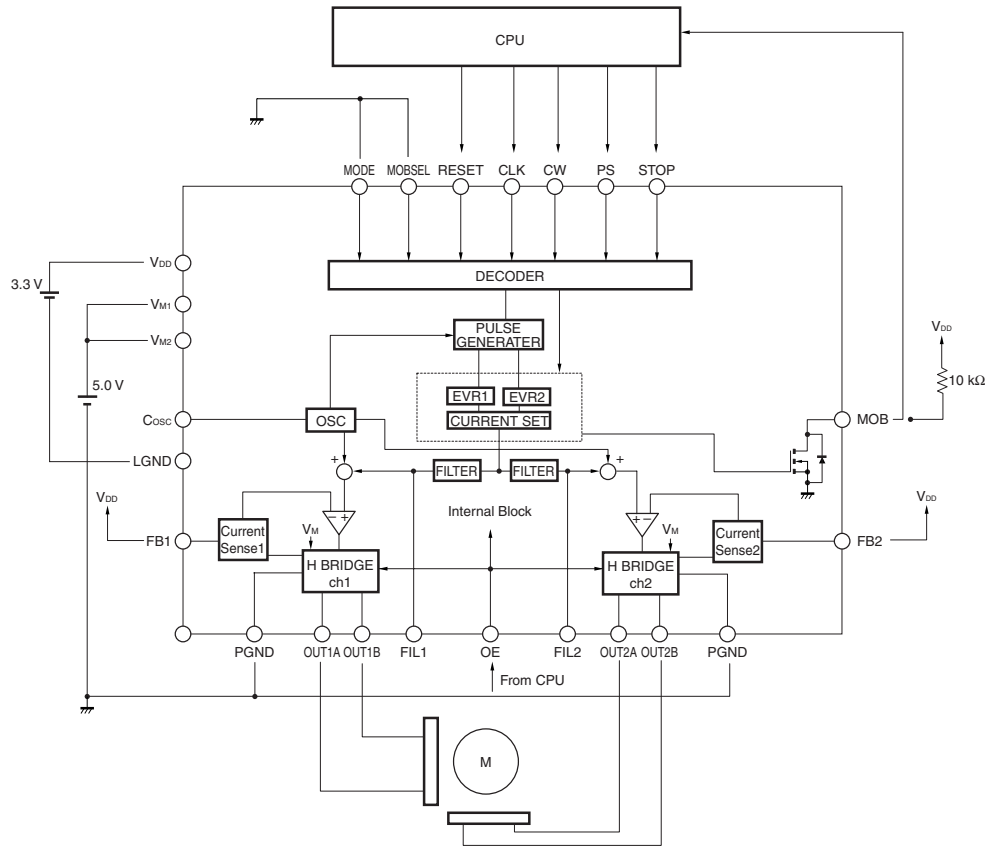 CPU
MODE MOBSEL RESET CLK CW PS STOP
VDD
3.3 V
DECODER
VM1
PULSE
GENERATER
VDD
VM2
5.0 V
10 kΩ
EVR1 EVR2
COSC
OSC
CURRENT SET
MOB
LGND
+
FILTER FILTER
+
VDD
Internal Block
VDD
− +
+ −
FB1
Current
Sense1
VM
VM
Current
Sense2
FB2
H BRIDGE
ch1
H BRIDGE
ch2
PGND OUT1A OUT1B FIL1 OE FIL2 OUT2A OUT2B PGND
From CPU
M